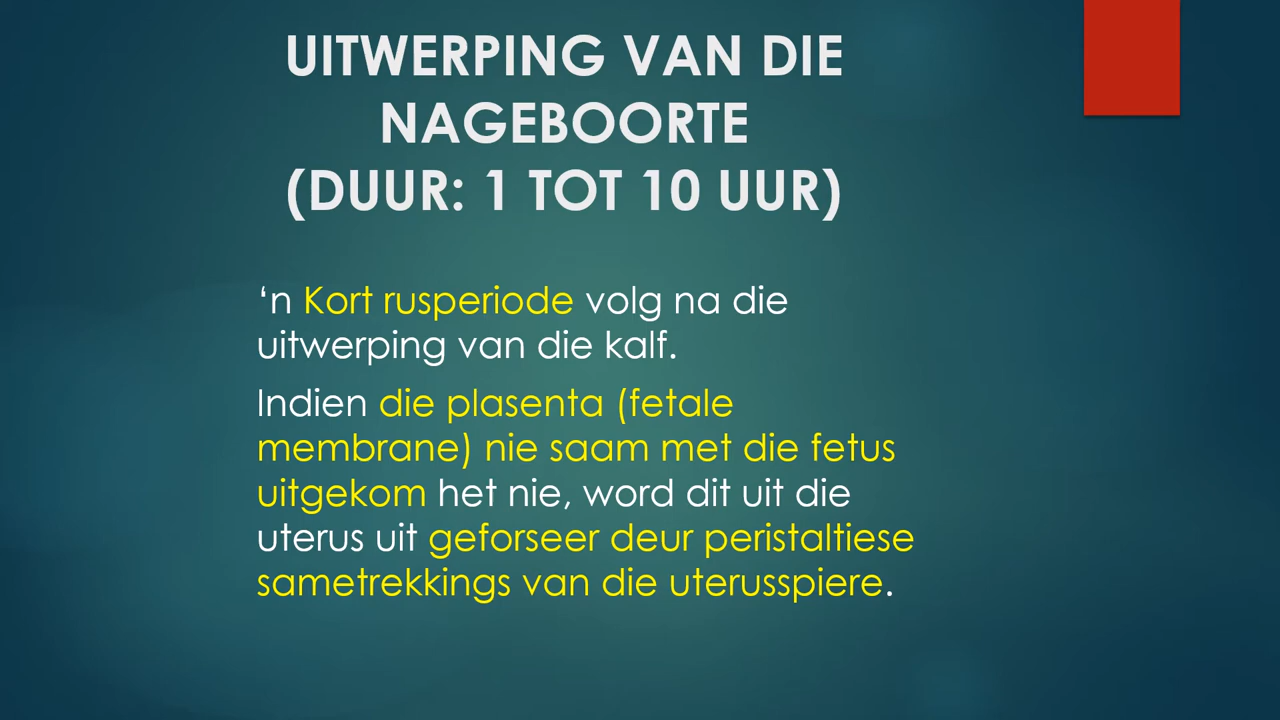 UITWERPING VAN DIE
NAGEBOORTE
(DUUR: 1 TOT 10 UUR)
‘n Kort rusperiode volg na die
uitwerping van die kalf.
Indien die plasenta (fetale
membrane) nie saam met die fetus
uitgekom het nie, word dit uit die
uterus uit geforseer deur peristaltiese
sametrekkings van die uterusspiere.